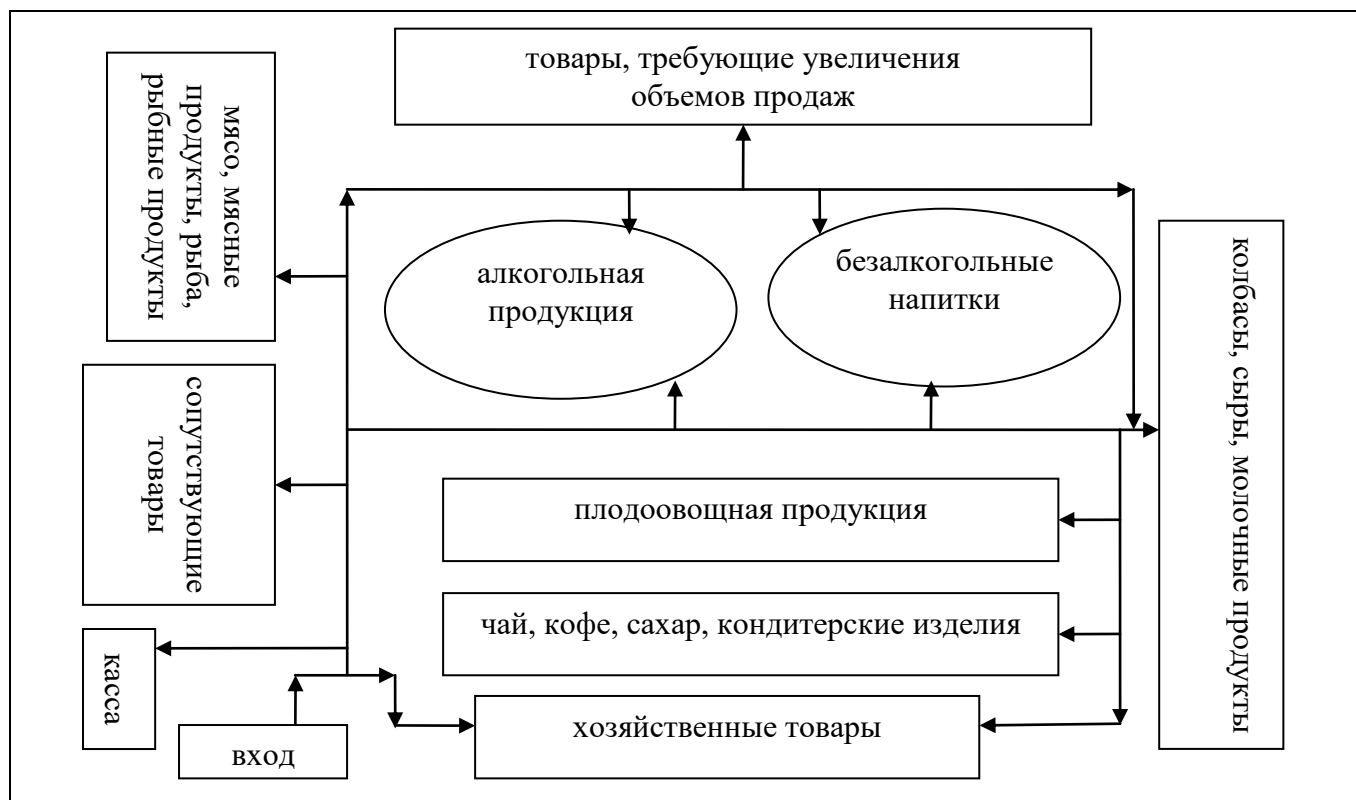 товары, требующие увеличения
объемов продаж
мясо, мясные
продукты, рыба,
рыбные продукты
алкогольная
продукция
безалкогольные
напитки
колбасы, сыры, молочные продукты
сопутствующие
товары
плодоовощная продукция
чай, кофе, сахар, кондитерские изделия
касса
хозяйственные товары
вход